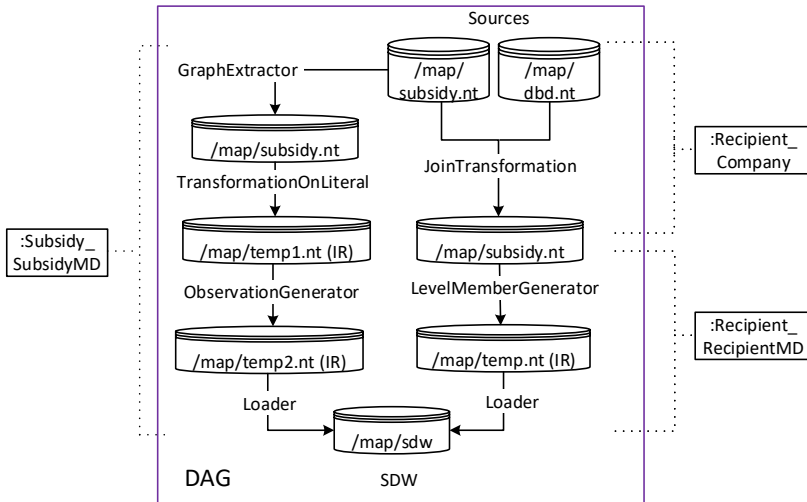 Sources
GraphExtractor
/map/
subsidy.nt
/map/
dbd.nt
/map/subsidy.nt
:Recipient_
Company
TransformationOnLiteral
JoinTransformation
:Subsidy_
SubsidyMD
/map/temp1.nt (IR)
/map/subsidy.nt
ObservationGenerator
LevelMemberGenerator
:Recipient_
RecipientMD
/map/temp2.nt (IR)
/map/temp.nt (IR)
Loader
Loader
/map/sdw
DAG
SDW